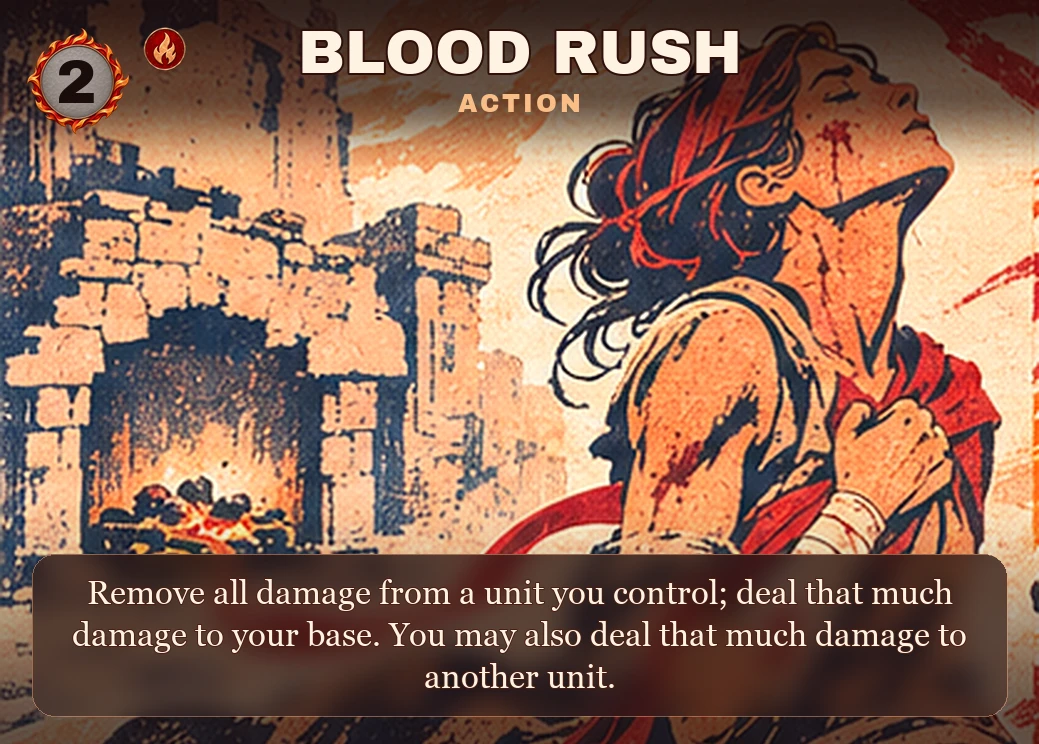 2
BLOOD RUSH
ACTION
Remove all damage from a unit you control; deal that much
damage to your base. You may also deal that much damage to
another unit.